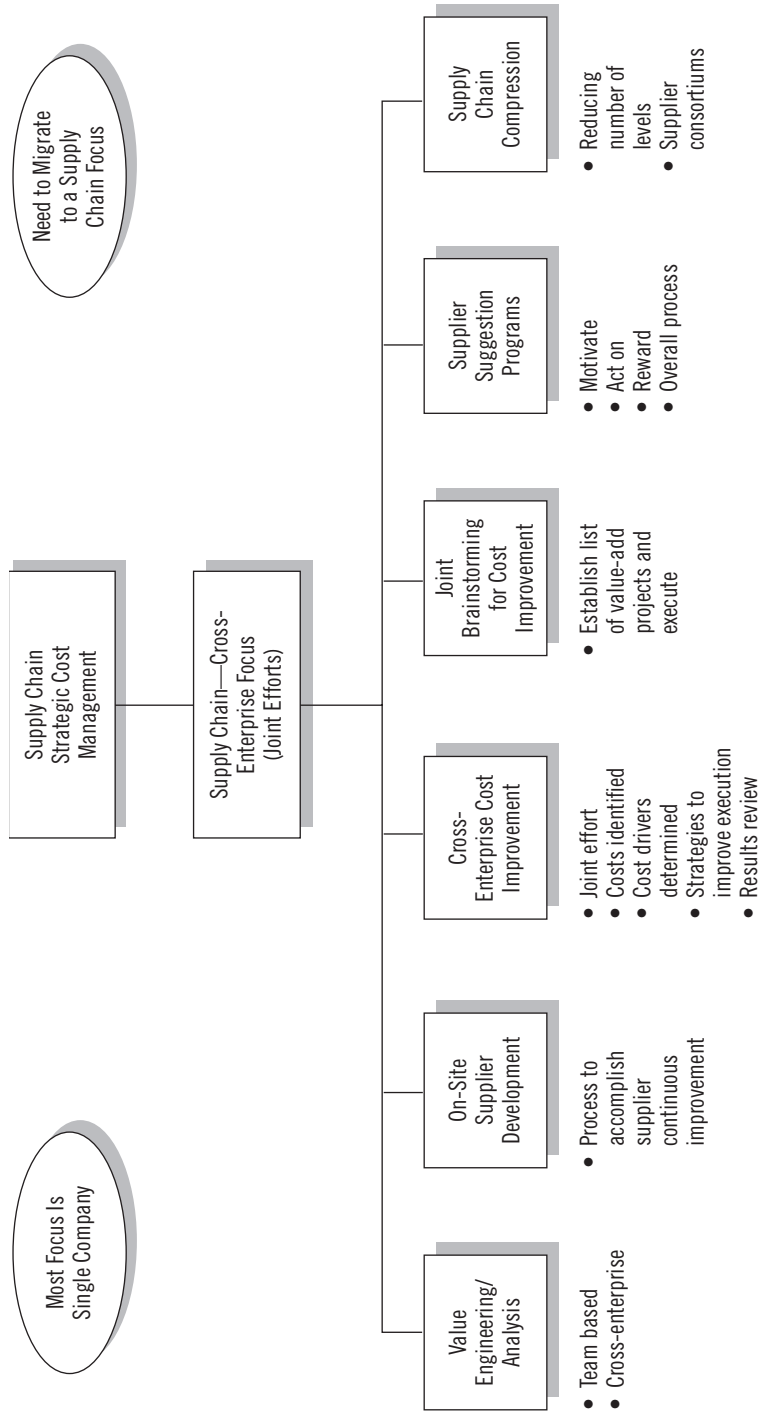 Most Focus Is
Single Company
Need to Migrate
to a Supply
Chain Focus
Supply Chain
Strategic Cost
Management
Supply Chain—Cross-
Enterprise Focus
(Joint Efforts)
Value
Engineering/
Analysis
• Team based
• Cross-enterprise
On-Site
Supplier
Development
• Process to
accomplish
supplier
continuous
improvement
Cross-
Enterprise Cost
Improvement
• Joint effort
• Costs identified
• Cost drivers
determined
• Strategies to
improve execution
• Results review
Joint
Brainstorming
for Cost
Improvement
• Establish list
of value-add
projects and
execute
Supplier
Suggestion
Programs
• Motivate
• Act on
• Reward
• Overall process
Supply
Chain
Compression
• Reducing
number of
levels
• Supplier
consortiums